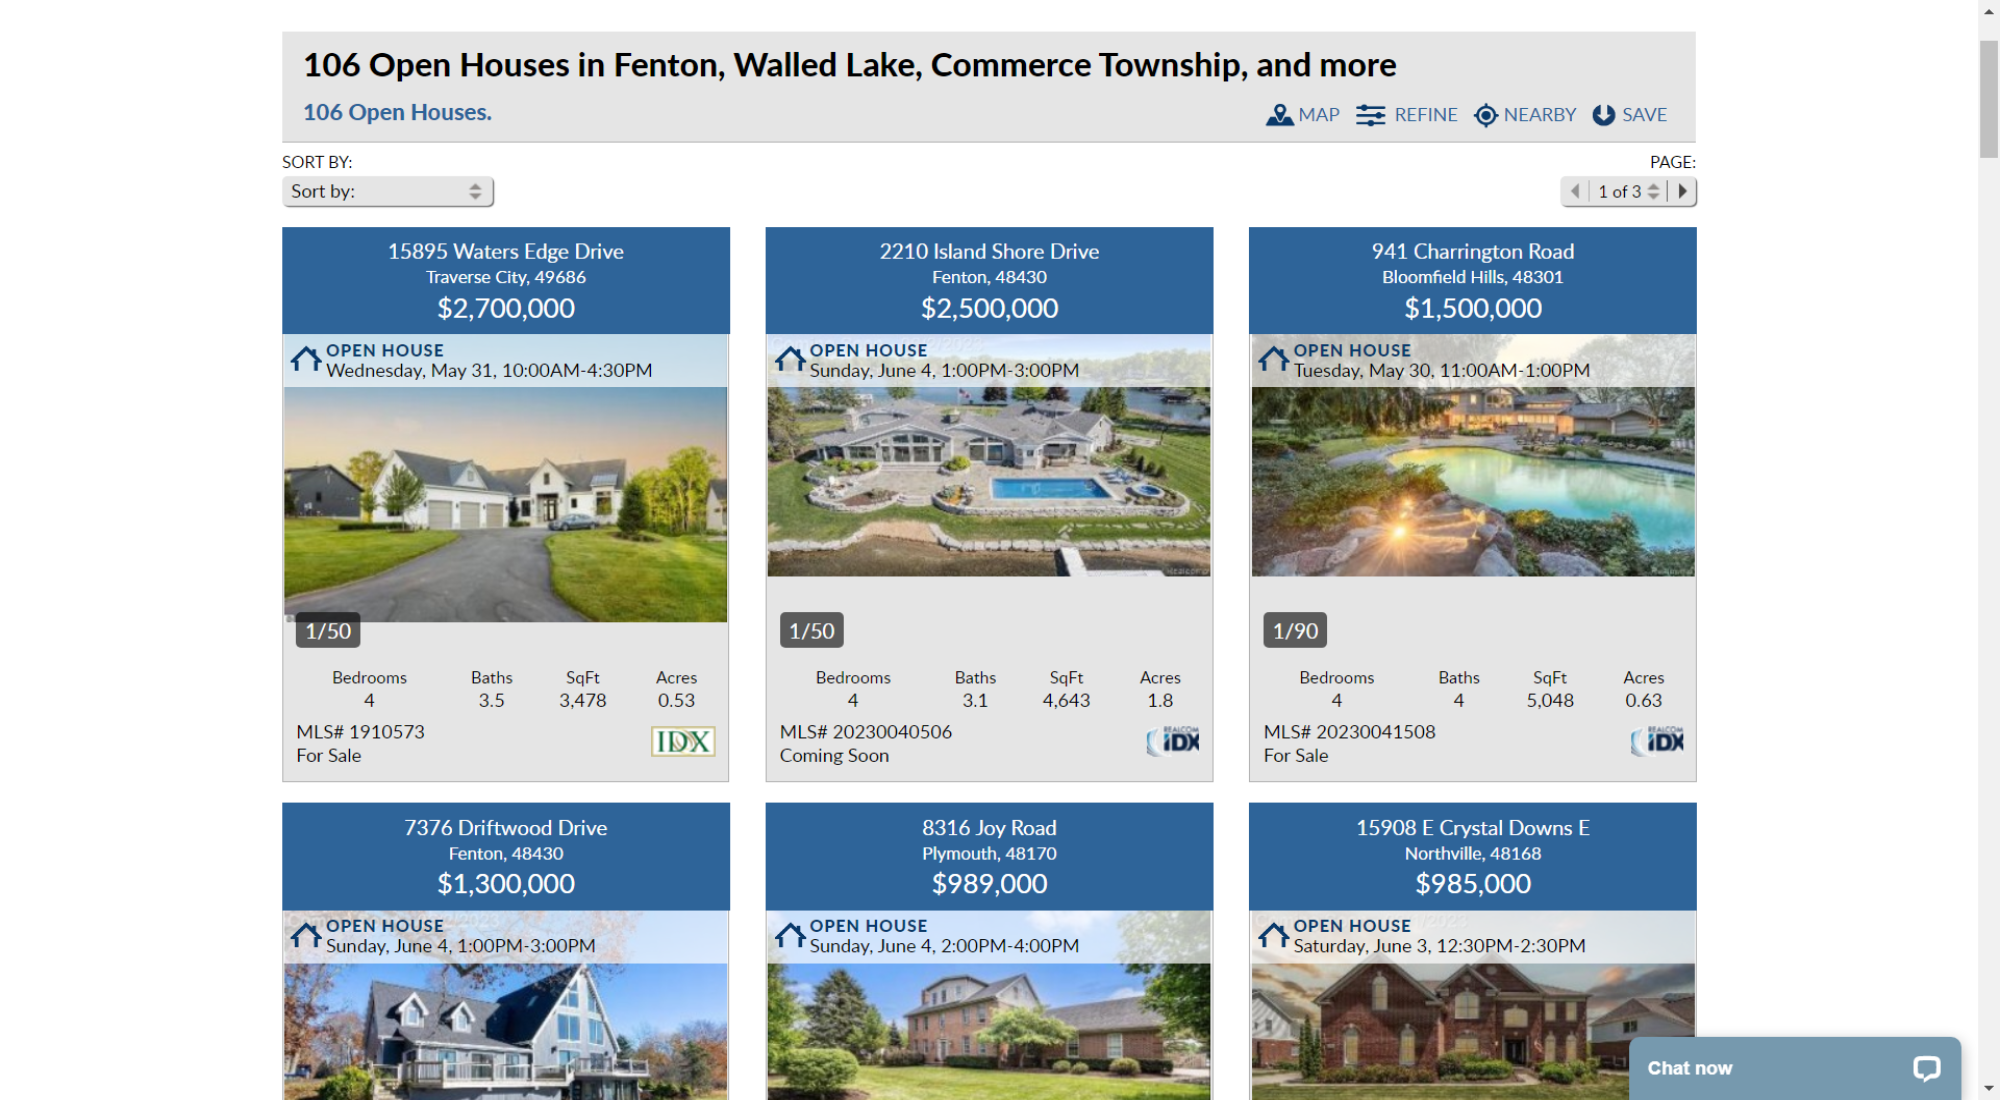 106 Open Houses in Fenton, Walled Lake, Commerce Township, and more
106 Open Houses.
MAP REFINE NEARBY SAVE
SORT BY:
PAGE:
Sort by:
1 of 3
15895 Waters Edge Drive
Traverse City, 49686
$2,700,000
OPEN HOUSE
Wednesday, May 31, 10:00AM-4:30PM
1/50
Bedrooms Baths SqFt Acres
4 3.5 3,478 0.53
MLS# 1910573
For Sale
IDX
2210 Island Shore Drive
Fenton, 48430
$2,500,000
OPEN HOUSE
Sunday, June 4, 1:00PM-3:00PM
1/50
Bedrooms Baths SqFt Acres
4 3.1 4,643 1.8
MLS# 20230040506
Coming Soon
REALCOMP
IDX
941 Charrington Road
Bloomfield Hills, 48301
$1,500,000
OPEN HOUSE
Tuesday, May 30, 11:00AM-1:00PM
1/90
Bedrooms Baths SqFt Acres
4 4 5,048 0.63
MLS# 20230041508
For Sale
REALCOMP
IDX
7376 Driftwood Drive
Fenton, 48430
$1,300,000
OPEN HOUSE
Sunday, June 4, 1:00PM-3:00PM
8316 Joy Road
Plymouth, 48170
$989,000
OPEN HOUSE
Sunday, June 4, 2:00PM-4:00PM
15908 E Crystal Downs E
Northville, 48168
$985,000
OPEN HOUSE
Saturday, June 3, 12:30PM-2:30PM
Chat now